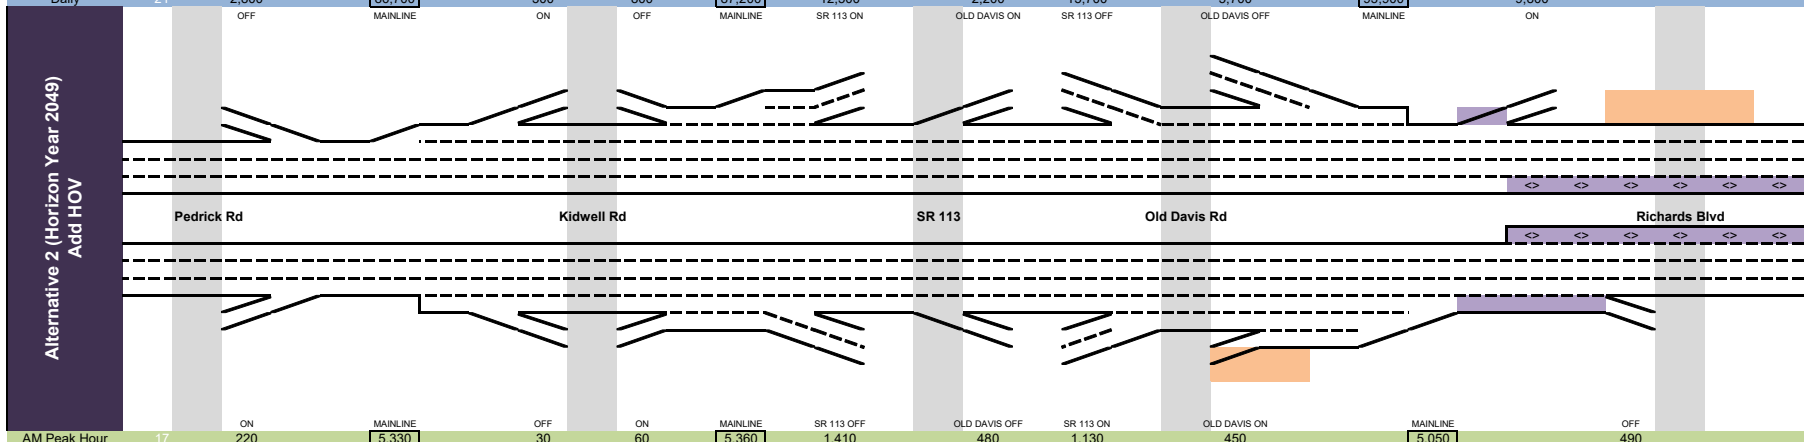 Daily 21
OFF MAINLINE ON OFF MAINLINE SR 113 ON OLD DAVIS ON SR 113 OFF OLD DAVIS OFF MAINLINE ON
Alternative 2 (Horizon Year 2049)
Add HOV
<> <> <> <> <> <>
Pedrick Rd Kidwell Rd SR 113 Old Davis Rd Richards Blvd
<> <> <> <> <> <>
ON MAINLINE OFF ON MAINLINE SR 113 OFF OLD DAVIS OFF SR 113 ON OLD DAVIS ON MAINLINE OFF
AM Peak Hour 17 220 5,330 30 60 5,360 1,410 480 1,130 450 5,050 490